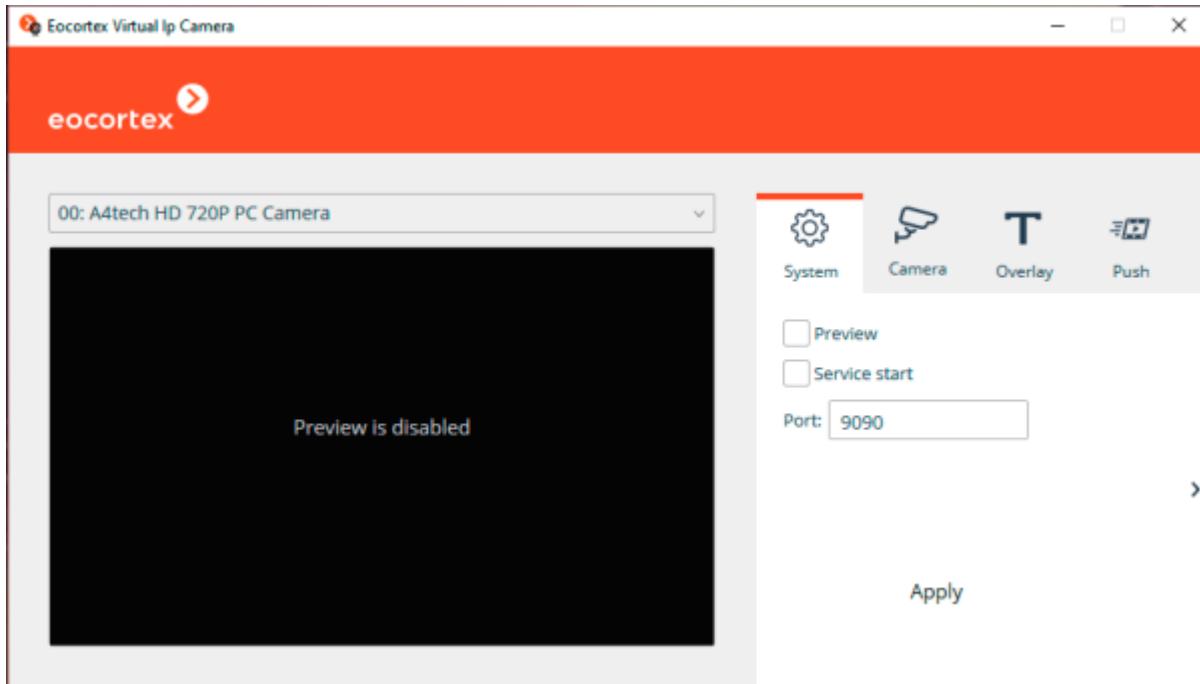 Eocortex Virtual Ip Camera
eocortex
00: A4tech HD 720P PC Camera
Preview is disabled
System
Camera
Overlay
Push
Preview
Service start
Port: 9090
Apply